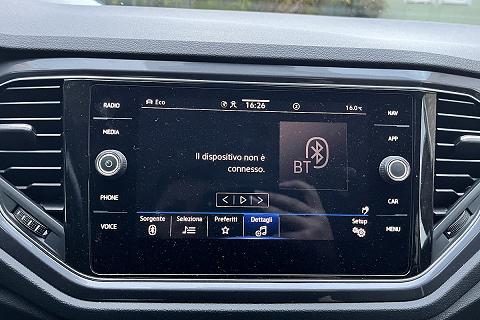 RADIO
Eco
16:26
16.0°C
NAV
MEDIA
APP
Il dispositivo non è
connesso.
BT
PHONE
CAR
Sorgente
Seleziona
Preferiti
Dettagli
Setup
VOICE
MENU